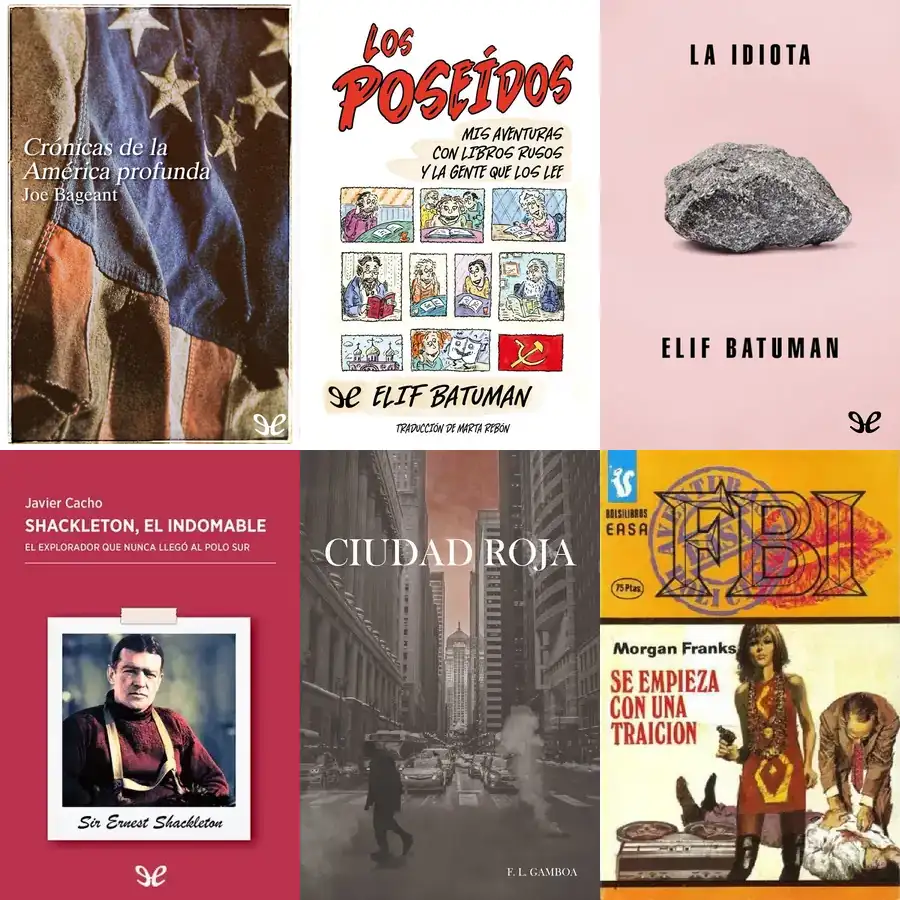 Crónicas de la
América profunda
Joe Bageant
LOS
POSEÍDOS
MIS AVENTURAS
CON LIBROS RUSOS
Y LA GENTE QUE LOS LEE
ELIF BATUMAN
TRADUCCIÓN DE MARTA REBÓN
LA IDIOTA
ELIF BATUMAN
Javier Cacho
SHACKLETON, EL INDOMABLE
EL EXPLORADOR QUE NUNCA LLEGÓ AL POLO SUR
Sir Ernest Shackleton
CIUDAD ROJA
F. L. GAMBOA
BOLSILIBROS
EASA
FBI
75 Ptas.
Morgan Franks
SE EMPIEZA
CON UNA
TRAICION